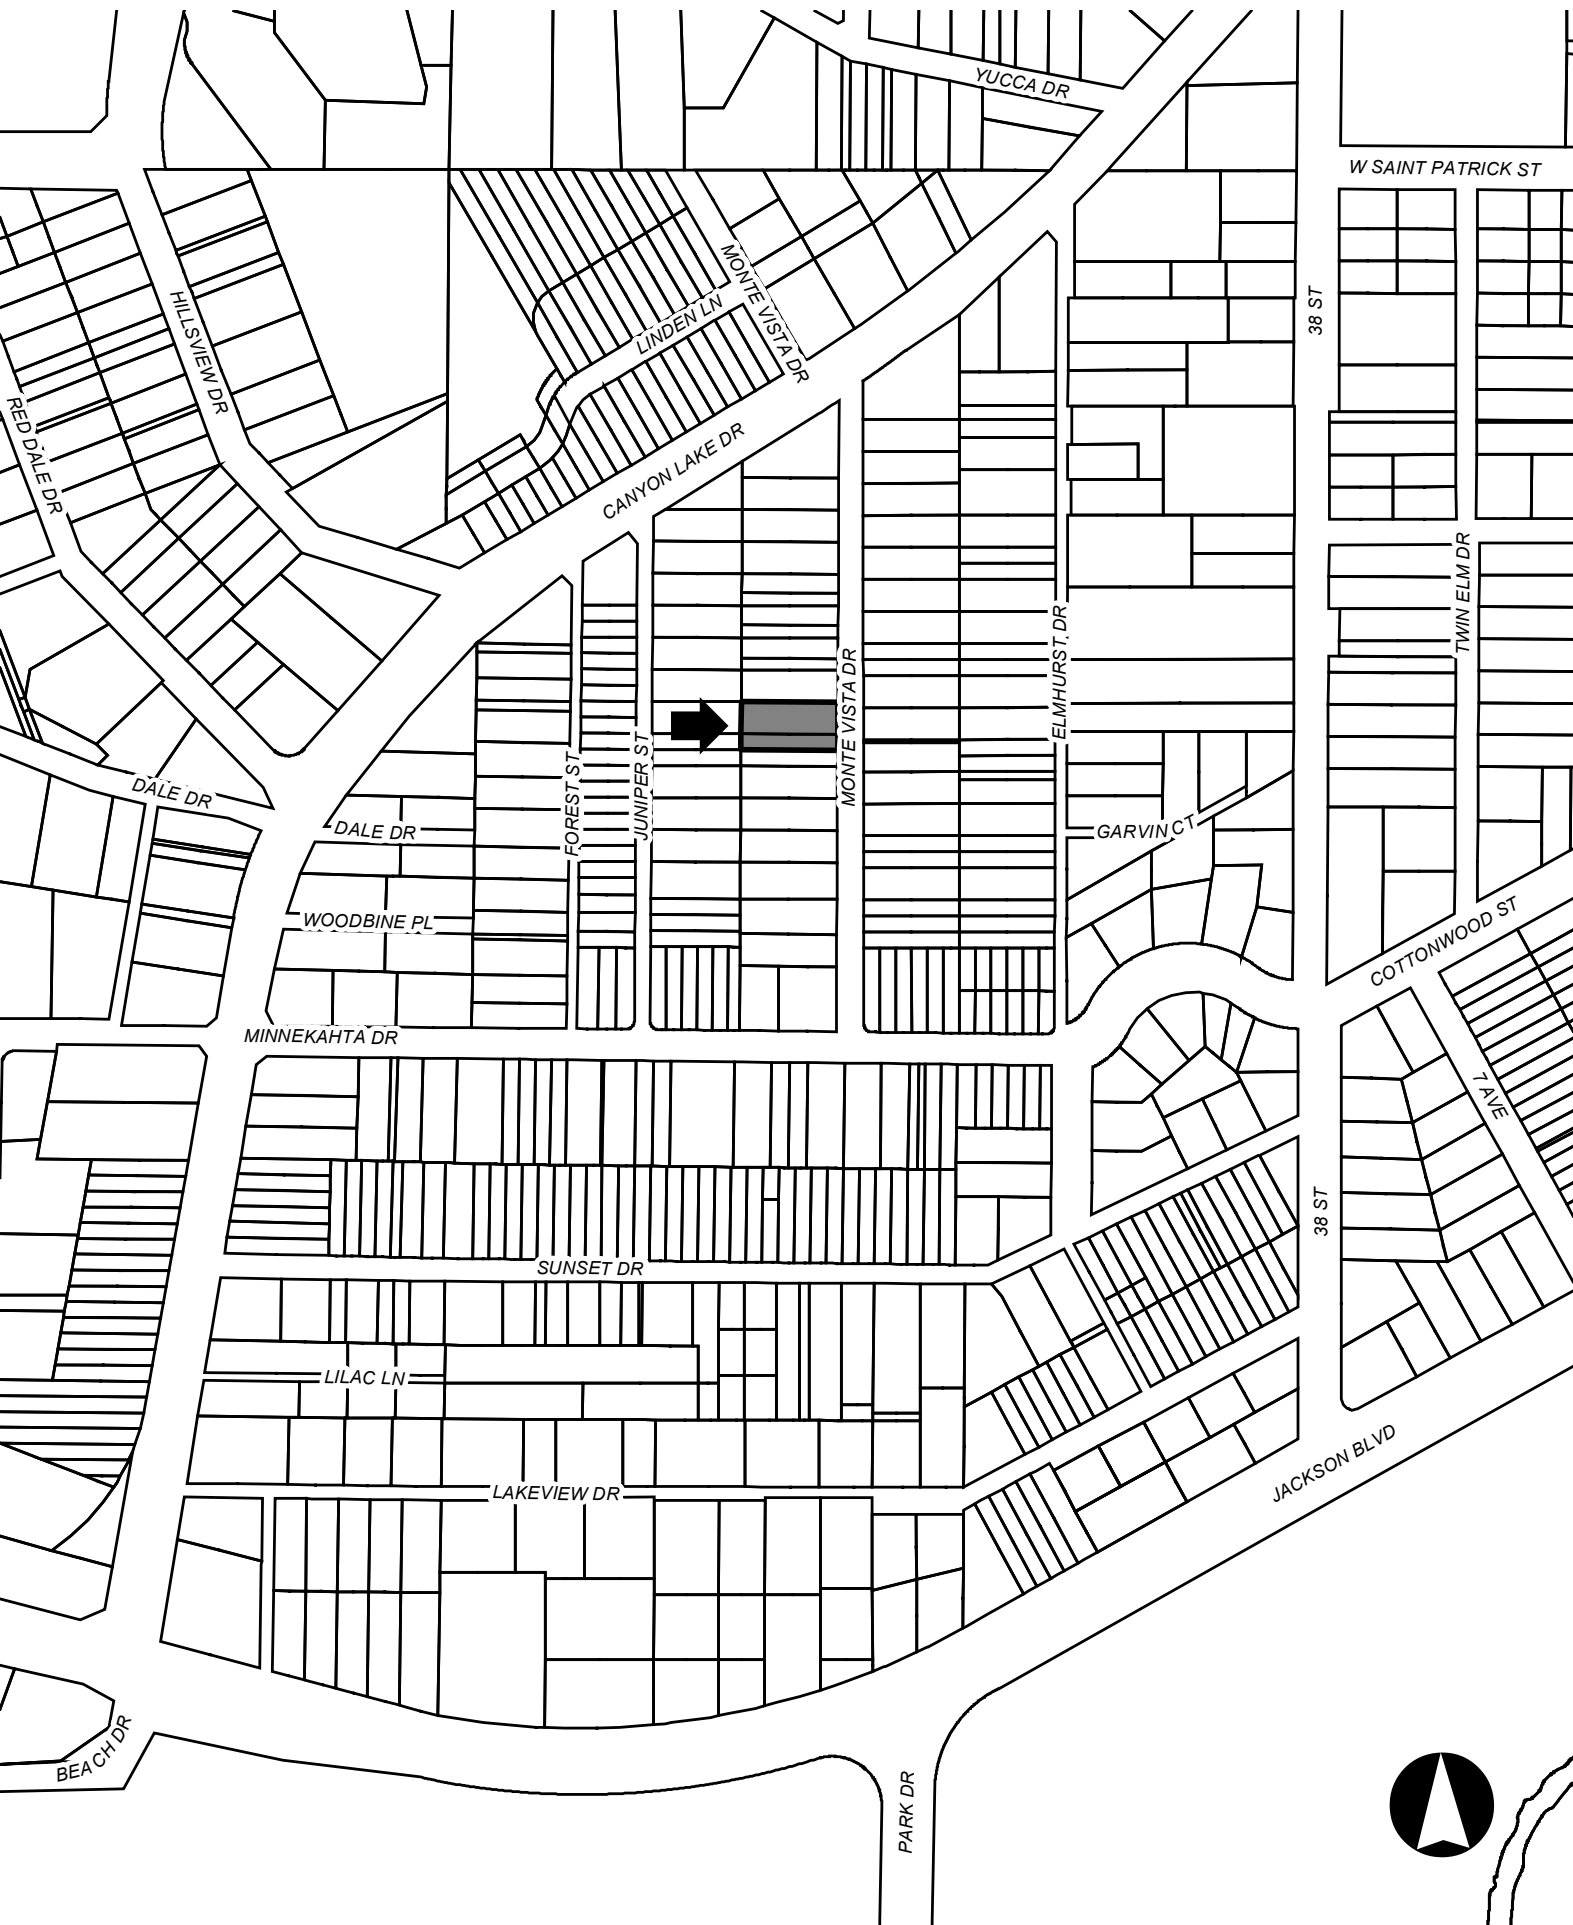 YUCCA DR
W SAINT PATRICK ST
MONTE VISTA DR
HILLSVIEW DR
LINDEN LN
38 ST
RED DALE DR
CANYON LAKE DR
TWIN ELM DR
ELMHURST DR
MONTE VISTA DR
JUNIPER ST
FOREST ST
DALE DR
DALE DR
GARVIN CT
WOODBINE PL
COTTONWOOD ST
MINNEKAHTA DR
7 AVE
38 ST
SUNSET DR
LILAC LN
JACKSON BLVD
LAKEVIEW DR
BEACH DR
PARK DR